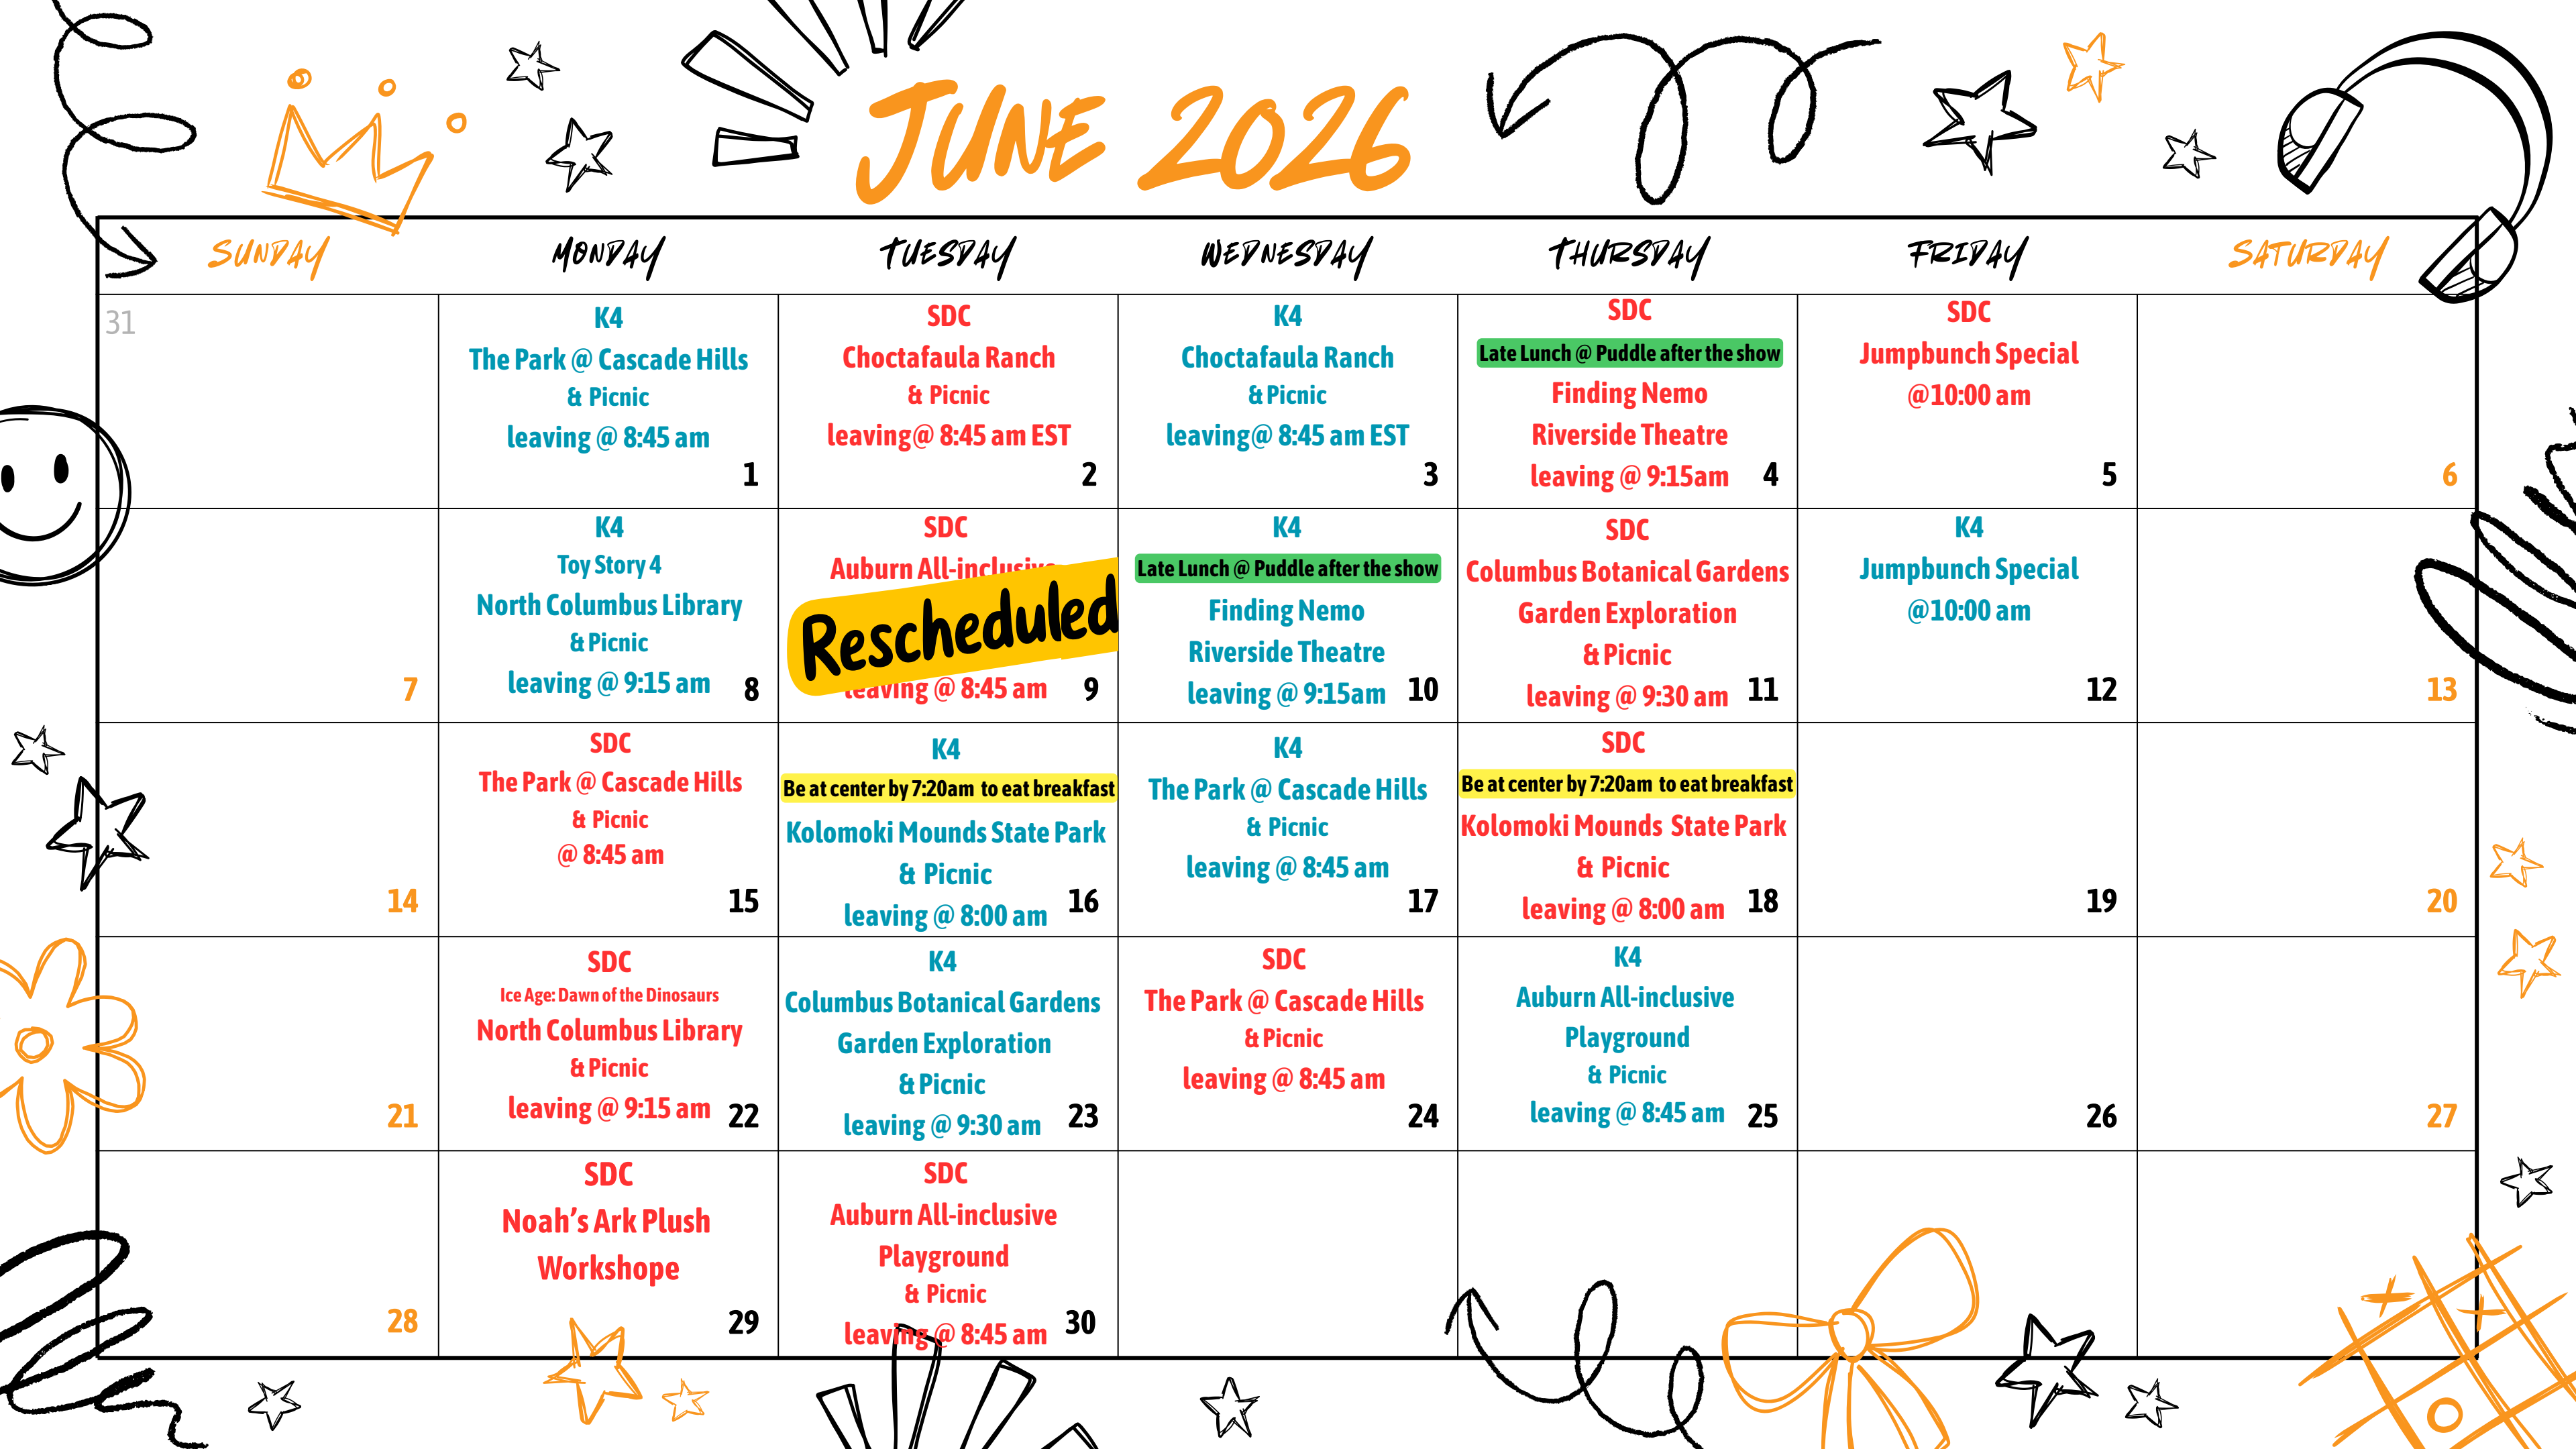 JUNE 2026
SUNDAY MONDAY TUESDAY WEDNESDAY THURSDAY FRIDAY SATURDAY
31
K4
The Park @ Cascade Hills
& Picnic
leaving @ 8:45 am
1
SDC
Choctafaula Ranch
& Picnic
leaving@ 8:45 am EST
2
K4
Choctafaula Ranch
& Picnic
leaving@ 8:45 am EST
3
SDC
Late Lunch @ Puddle after the show
Finding Nemo
Riverside Theatre
leaving @ 9:15am
4
SDC
Jumpbunch Special
@10:00 am
5
6
7
K4
Toy Story 4
North Columbus Library
& Picnic
leaving @ 9:15 am
8
SDC
Auburn All-inclusive
Rescheduled
leaving @ 8:45 am
9
K4
Late Lunch @ Puddle after the show
Finding Nemo
Riverside Theatre
leaving @ 9:15am
10
SDC
Columbus Botanical Gardens
Garden Exploration
& Picnic
leaving @ 9:30 am
11
K4
Jumpbunch Special
@10:00 am
12
13
14
SDC
The Park @ Cascade Hills
& Picnic
@ 8:45 am
15
K4
Be at center by 7:20am to eat breakfast
Kolomoki Mounds State Park
& Picnic
leaving @ 8:00 am
16
K4
The Park @ Cascade Hills
& Picnic
leaving @ 8:45 am
17
SDC
Be at center by 7:20am to eat breakfast
Kolomoki Mounds State Park
& Picnic
leaving @ 8:00 am
18
19
20
21
SDC
Ice Age: Dawn of the Dinosaurs
North Columbus Library
& Picnic
leaving @ 9:15 am
22
K4
Columbus Botanical Gardens
Garden Exploration
& Picnic
leaving @ 9:30 am
23
SDC
The Park @ Cascade Hills
& Picnic
leaving @ 8:45 am
24
K4
Auburn All-inclusive
Playground
& Picnic
leaving @ 8:45 am
25
26
27
28
SDC
Noah's Ark Plush
Workshope
29
SDC
Auburn All-inclusive
Playground
& Picnic
leaving @ 8:45 am
30